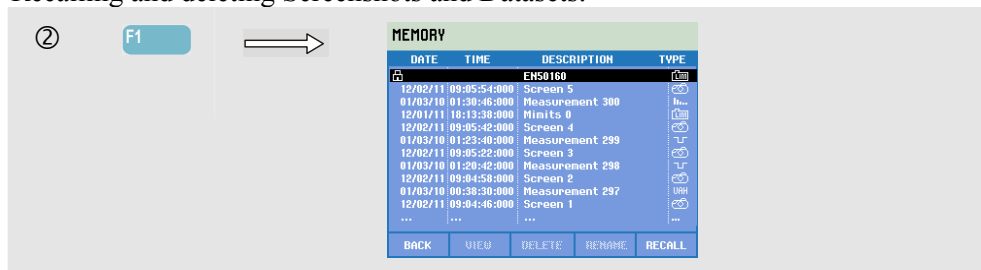 Recalling and deleting Screenshots and Datasets:
② F1
MEMORY
DATE TIME DESCRIPTION TYPE
EN50160
12/02/11 09:05:54:000 Screen 5
01/03/10 01:30:46:000 Measurement 300
12/01/11 18:13:38:000 Mimits 0
12/02/11 09:05:42:000 Screen 4
01/03/10 01:23:40:000 Measurement 299
12/02/11 09:05:22:000 Screen 3
01/03/10 01:20:42:000 Measurement 298
12/02/11 09:04:58:000 Screen 2
01/03/10 00:38:30:000 Measurement 297 VAH
12/02/11 09:04:46:000 Screen 1
... ... ... ...
BACK VIEW DELETE RENAME RECALL